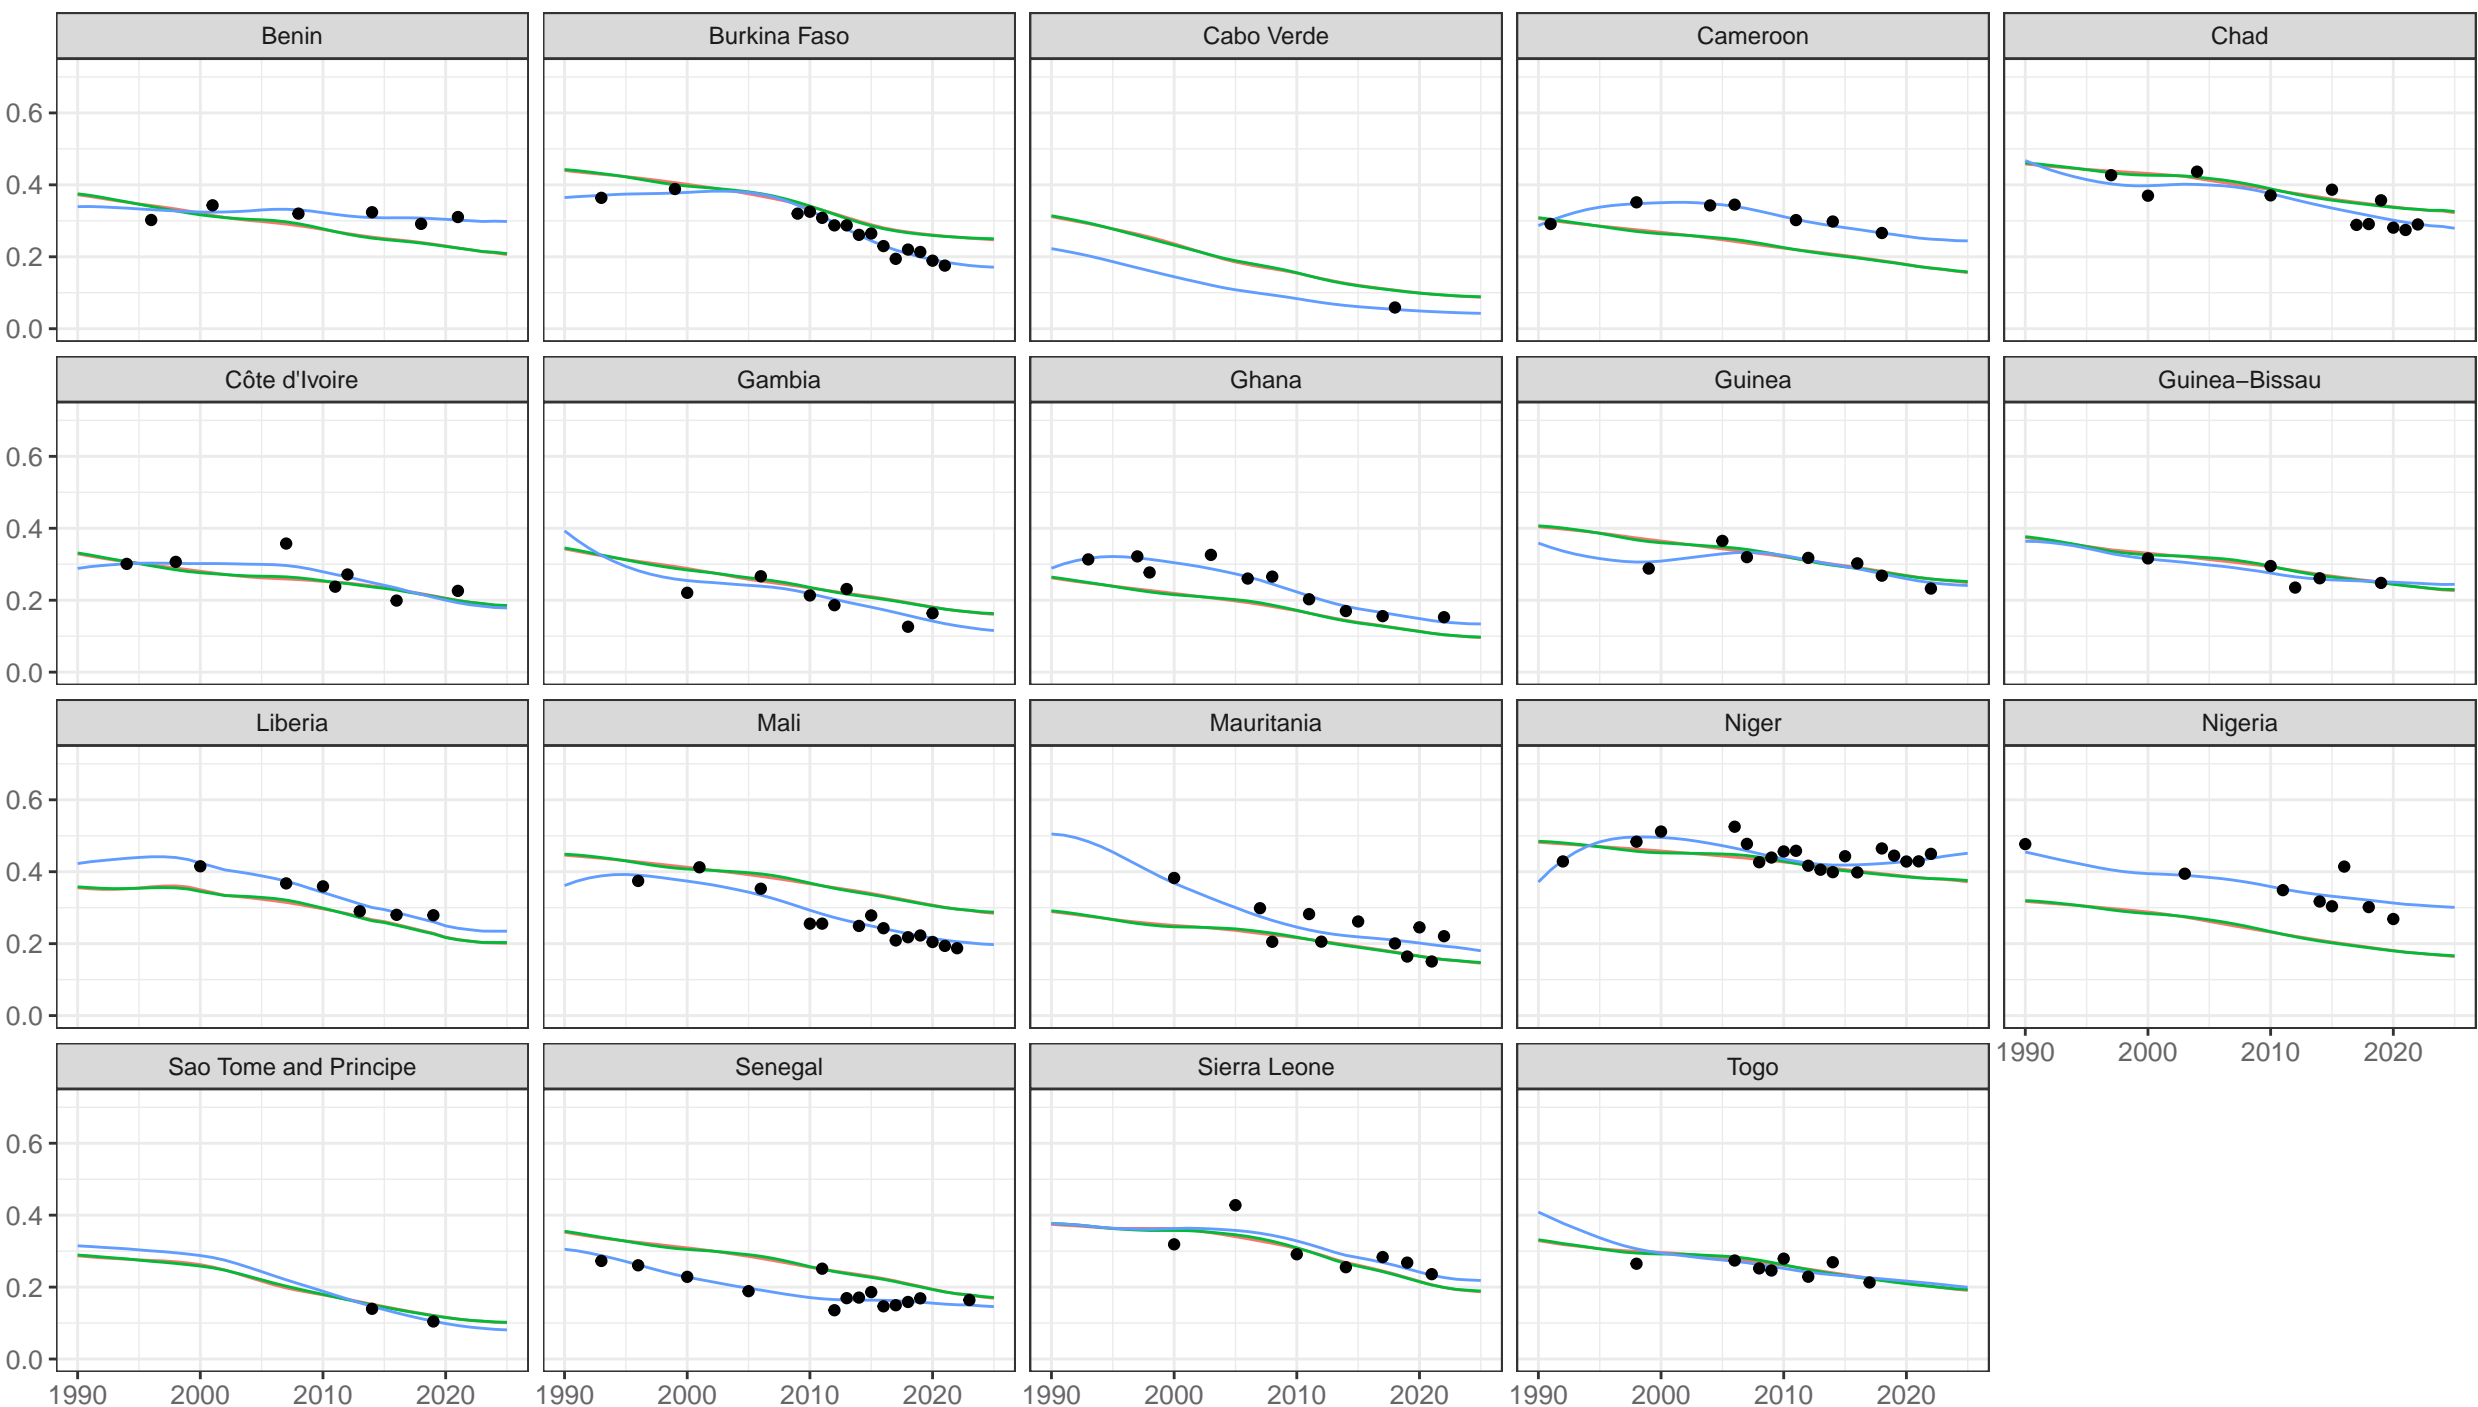 Benin Burkina Faso Cabo Verde Cameroon Chad
0.6
0.4
0.2
0.0
Côte d'Ivoire Gambia Ghana Guinea Guinea–Bissau
0.6
0.4
0.2
0.0
Liberia Mali Mauritania Niger Nigeria
0.6
0.4
0.2
0.0
1990 2000 2010 2020
Sao Tome and Principe Senegal Sierra Leone Togo
0.6
0.4
0.2
0.0
1990 2000 2010 2020 1990 2000 2010 2020 1990 2000 2010 2020 1990 2000 2010 2020